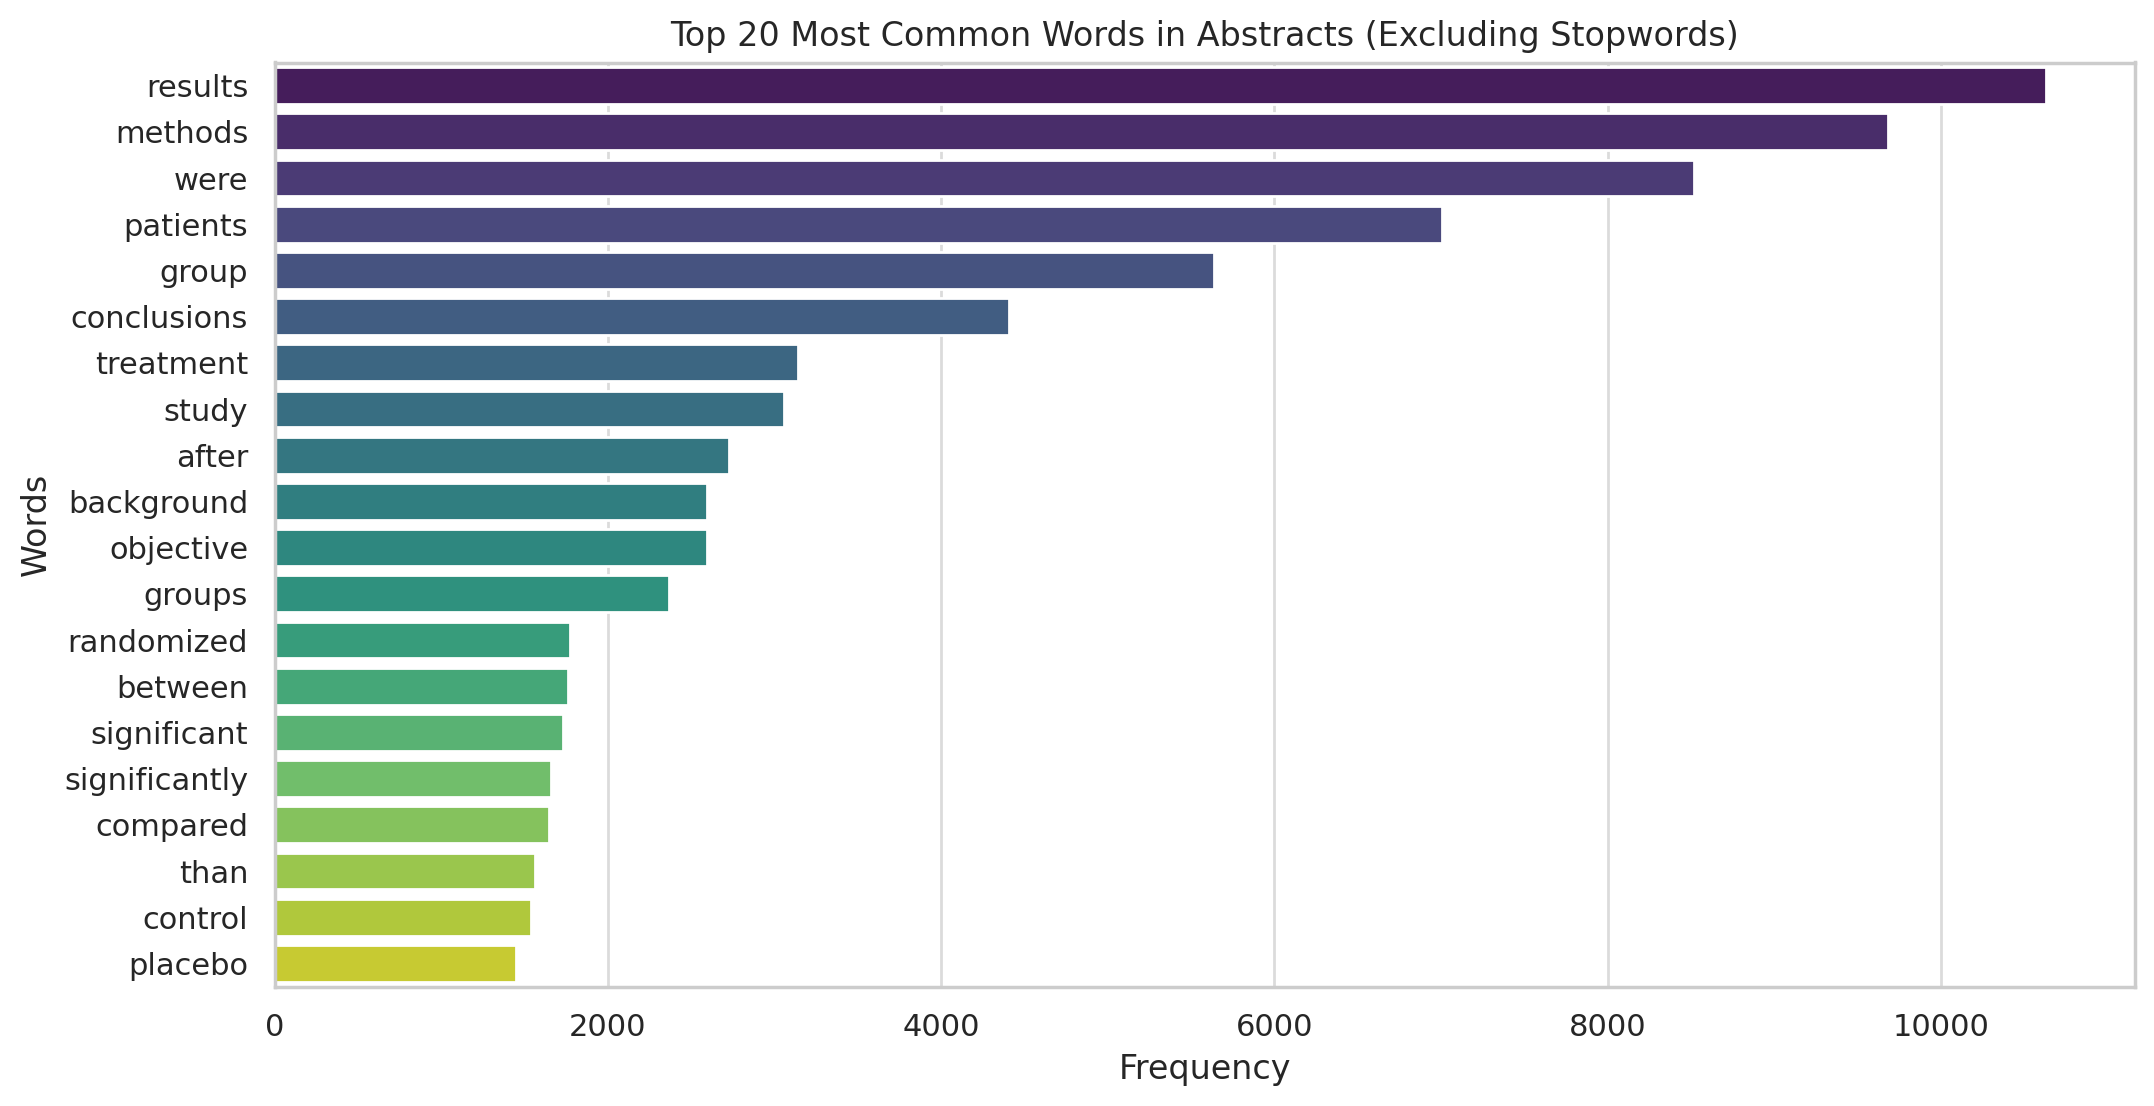 Top 20 Most Common Words in Abstracts (Excluding Stopwords)
results
methods
were
patients
group
conclusions
treatment
study
after
background
objective
groups
randomized
between
significant
significantly
compared
than
control
placebo
Words
0 2000 4000 6000 8000 10000
Frequency